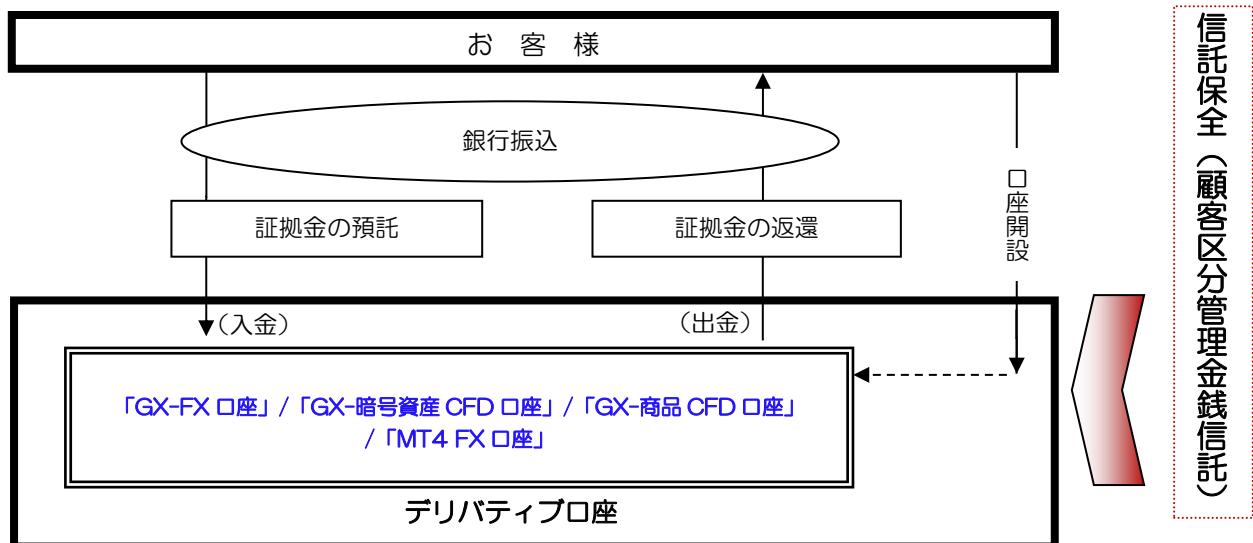 お 客 様
銀行振込
証拠金の預託
証拠金の返還
口座開設
（入金）
（出金）
「GX-FX 口座」/「GX-暗号資産 CFD 口座」/「GX-商品 CFD 口座」
/「MT4 FX 口座」
デリバティブ口座
信託保全（顧客区分管理金銭信託）